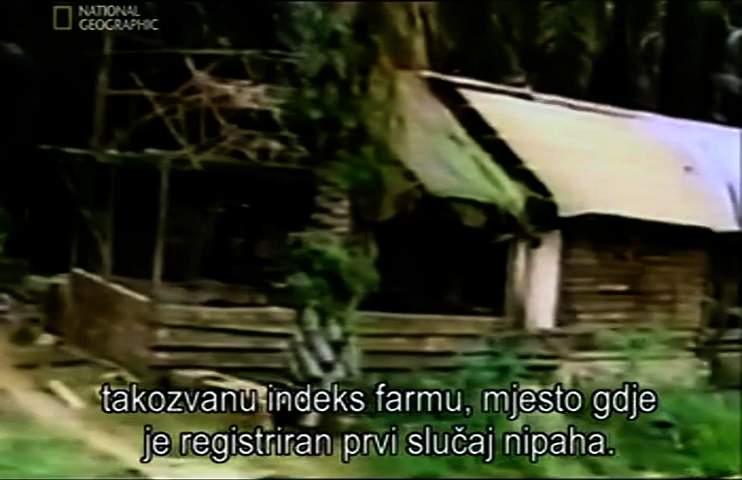 NATIONAL
GEOGRAPHIC
takozvanu indeks farmu, mjesto gdje
je registriran prvi slučaj nipaha.